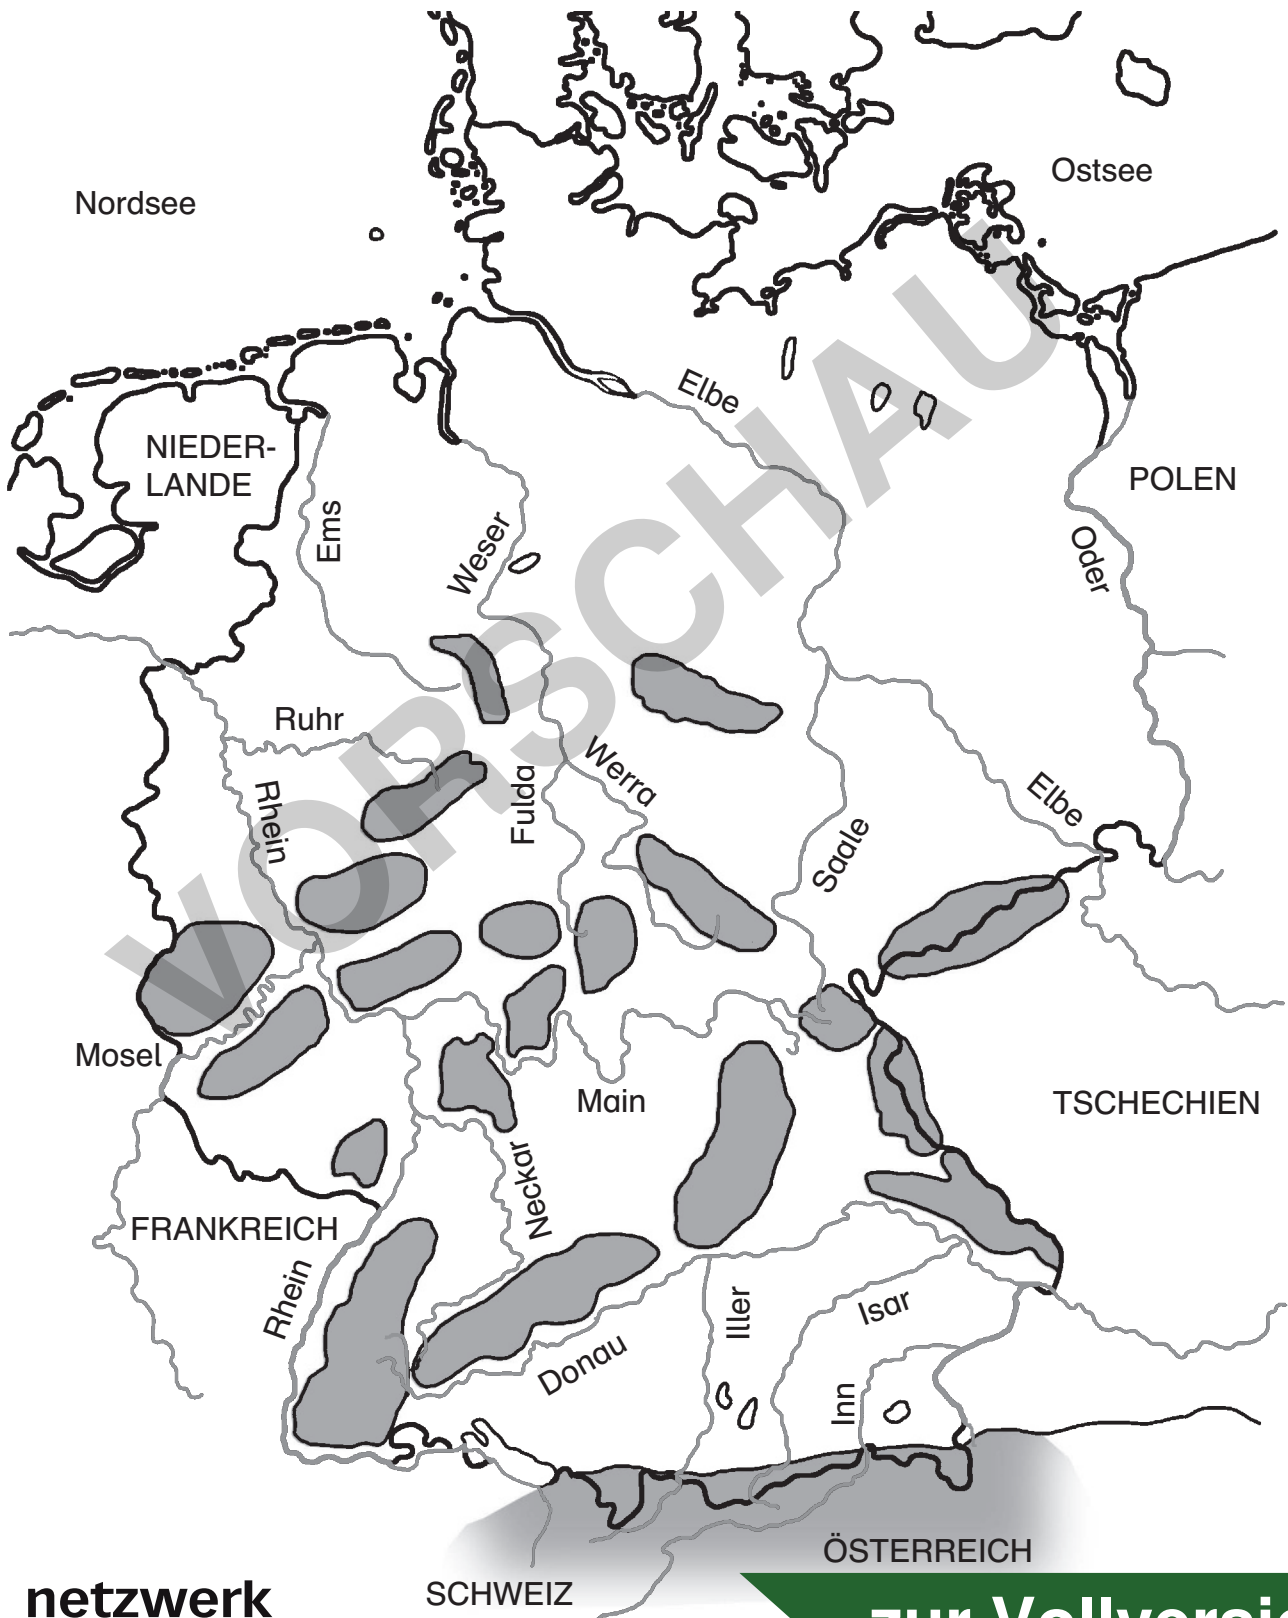 Ostsee
Nordsee
Elbe
NIEDER-
LANDE
POLEN
Ems
Weser
Oder
Ruhr
Werra
Rhein
Fulda
Elbe
Saale
Mosel
Main
TSCHECHIEN
Neckar
FRANKREICH
Rhein
Iller
Isar
Donau
Inn
ÖSTERREICH
SCHWEIZ
netzwerk
VORSCHAU